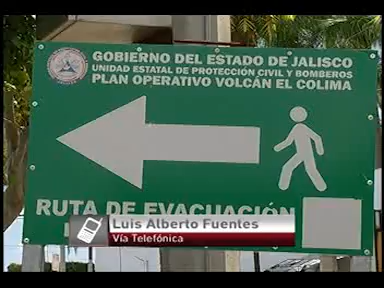 GOBIERNO DEL ESTADO DE JALISCO
UNIDAD ESTATAL DE PROTECCIÓN CIVIL Y BOMBEROS
PLAN OPERATIVO VOLCÁN EL COLIMA
RUTA DE EVACUACIÓN
Luis Alberto Fuentes
Vía Telefónica